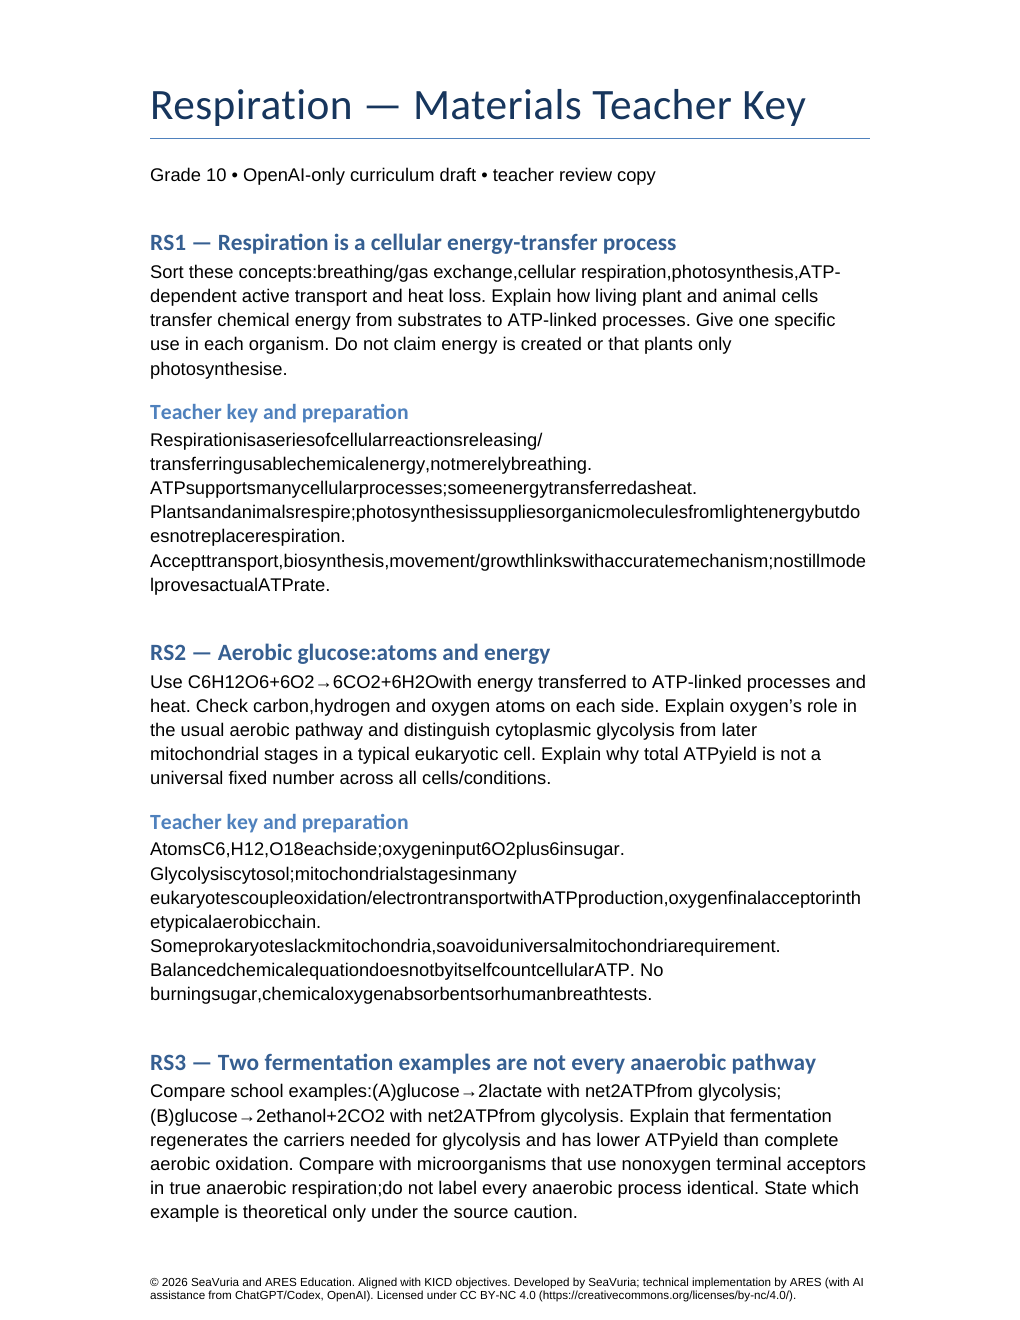 Respiration — Materials Teacher Key
Grade 10 • OpenAI-only curriculum draft • teacher review copy
RS1 — Respiration is a cellular energy-transfer process
Sort these concepts:breathing/gas exchange,cellular respiration,photosynthesis,ATP-
dependent active transport and heat loss. Explain how living plant and animal cells
transfer chemical energy from substrates to ATP-linked processes. Give one specific
use in each organism. Do not claim energy is created or that plants only
photosynthesise.
Teacher key and preparation
Respirationisaseriesofcellularreactionsreleasing/
transferringusablechemicalenergy,notmerelybreathing.
ATPsupportsmanycellularprocesses;someenergytransferredasheat.
Plantsandanimalsrespire;photosynthesissuppliesorganicmoleculesfromlightenergybutdo
esnotreplacerespiration.
Accepttransport,biosynthesis,movement/growthlinkswithaccuratemechanism;nostillmode
lprovesactualATPrate.
RS2 — Aerobic glucose:atoms and energy
Use C6H12O6+6O2→6CO2+6H2Owith energy transferred to ATP-linked processes and
heat. Check carbon,hydrogen and oxygen atoms on each side. Explain oxygen’s role in
the usual aerobic pathway and distinguish cytoplasmic glycolysis from later
mitochondrial stages in a typical eukaryotic cell. Explain why total ATPyield is not a
universal fixed number across all cells/conditions.
Teacher key and preparation
AtomsC6,H12,O18eachside;oxygeninput6O2plus6insugar.
Glycolysiscytosol;mitochondrialstagesinmany
eukaryotescoupleoxidation/electrontransportwithATPproduction,oxygenfinalacceptorinth
etypicalaerobicchain.
Someprokaryoteslackmitochondria,soavoiduniversalmitochondriarequirement.
BalancedchemicalequationdoesnotbyitselfcountcellularATP. No
burningsugar,chemicaloxygenabsorbentsorhumanbreathtests.
RS3 — Two fermentation examples are not every anaerobic pathway
Compare school examples:(A)glucose→2lactate with net2ATPfrom glycolysis;
(B)glucose→2ethanol+2CO2 with net2ATPfrom glycolysis. Explain that fermentation
regenerates the carriers needed for glycolysis and has lower ATPyield than complete
aerobic oxidation. Compare with microorganisms that use nonoxygen terminal acceptors
in true anaerobic respiration;do not label every anaerobic process identical. State which
example is theoretical only under the source caution.
© 2026 SeaVuria and ARES Education. Aligned with KICD objectives. Developed by SeaVuria; technical implementation by ARES (with AI
assistance from ChatGPT/Codex, OpenAI). Licensed under CC BY-NC 4.0 (https://creativecommons.org/licenses/by-nc/4.0/).